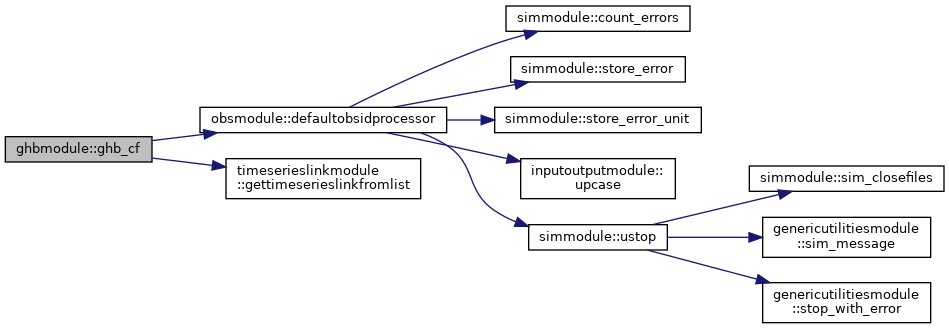 ghbmodule::ghb_cf
obsmodule::defaultobsidprocessor
timeserieslinkmodule
::gettimeserieslinkfromlist
simmodule::count_errors
simmodule::store_error
simmodule::store_error_unit
inputoutputmodule::
upcase
simmodule::ustop
simmodule::sim_closefiles
genericutilitiesmodule
::sim_message
genericutilitiesmodule
::stop_with_error